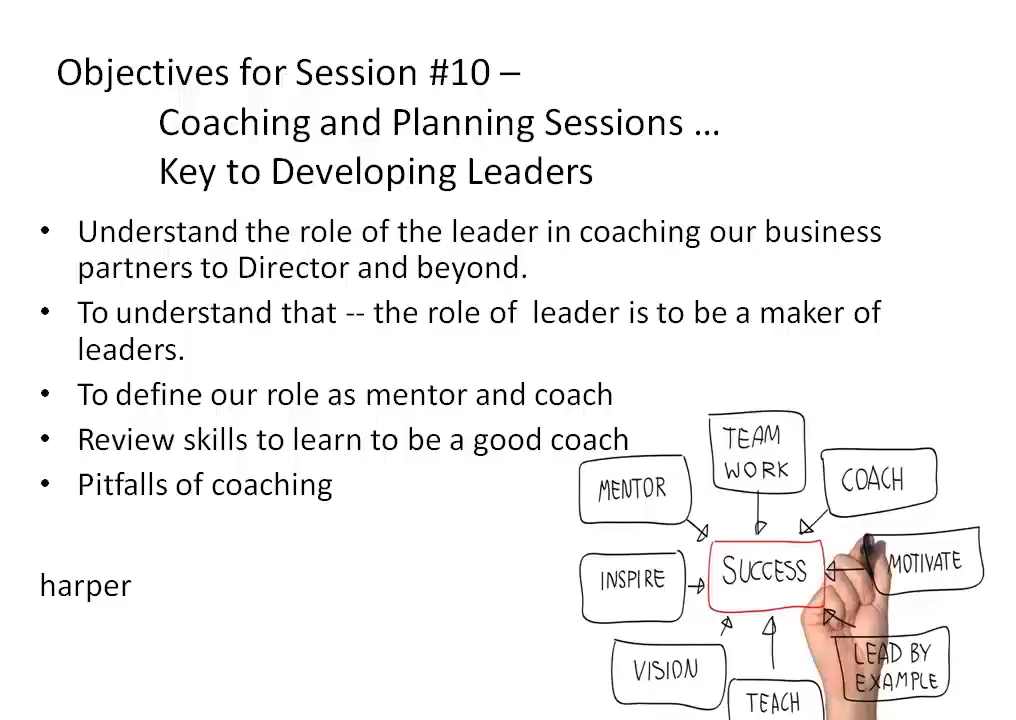 Objectives for Session #10 –
Coaching and Planning Sessions ...
Key to Developing Leaders
• Understand the role of the leader in coaching our business
partners to Director and beyond.
• To understand that -- the role of  leader is to be a maker of
leaders.
• To define our role as mentor and coach
• Review skills to learn to be a good coach
• Pitfalls of coaching
harper
TEAM
WORK
MENTOR
COACH
INSPIRE
SUCCESS
MOTIVATE
VISION
TEACH
LEAD BY
EXAMPLE